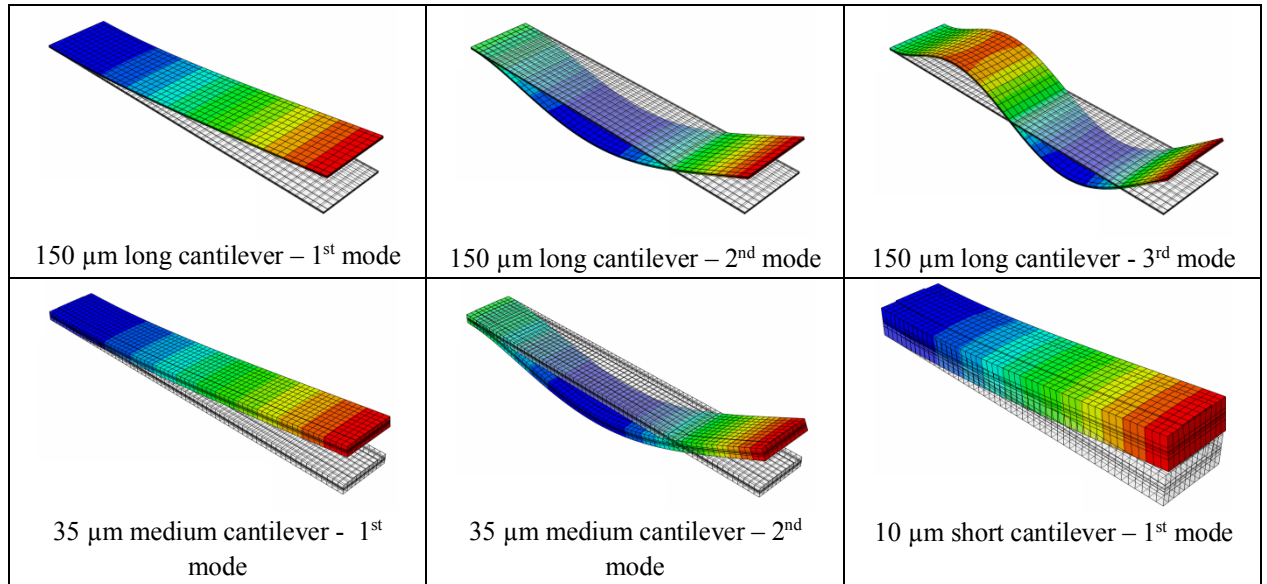 150 µm long cantilever – 1st mode
150 µm long cantilever – 2nd mode
150 µm long cantilever - 3rd mode
35 µm medium cantilever - 1st
mode
35 µm medium cantilever – 2nd
mode
10 µm short cantilever – 1st mode